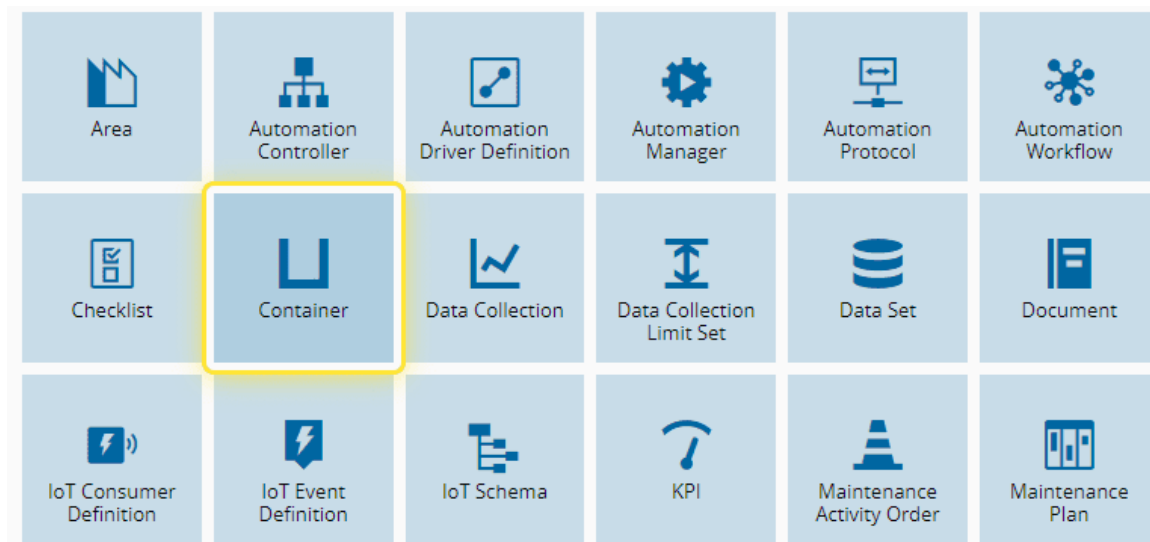 Area
Automation
Controller
Automation
Driver Definition
Automation
Manager
Automation
Protocol
Automation
Workflow
Checklist
Container
Data Collection
Data Collection
Limit Set
Data Set
Document
IoT Consumer
Definition
IoT Event
Definition
IoT Schema
KPI
Maintenance
Activity Order
Maintenance
Plan